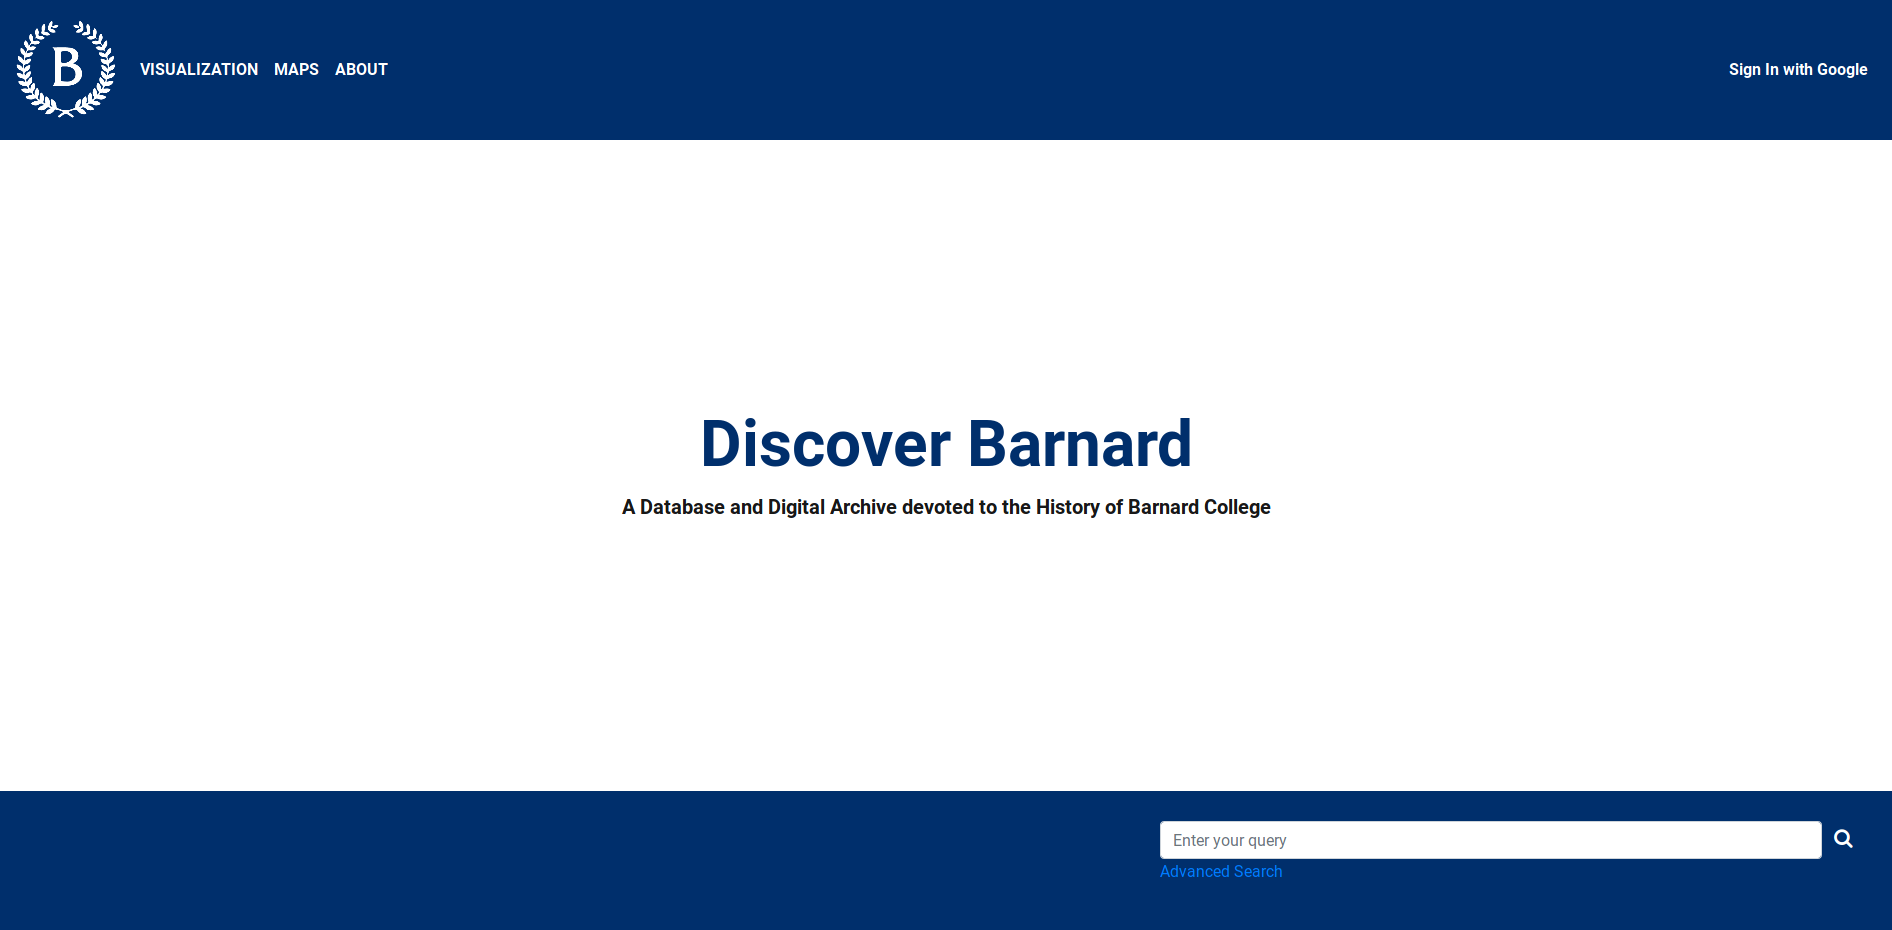 B
VISUALIZATION MAPS ABOUT
Sign In with Google
Discover Barnard
A Database and Digital Archive devoted to the History of Barnard College
Enter your query
Advanced Search